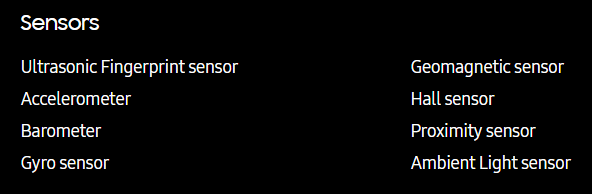 Sensors
Ultrasonic Fingerprint sensor
Accelerometer
Barometer
Gyro sensor
Geomagnetic sensor
Hall sensor
Proximity sensor
Ambient Light sensor